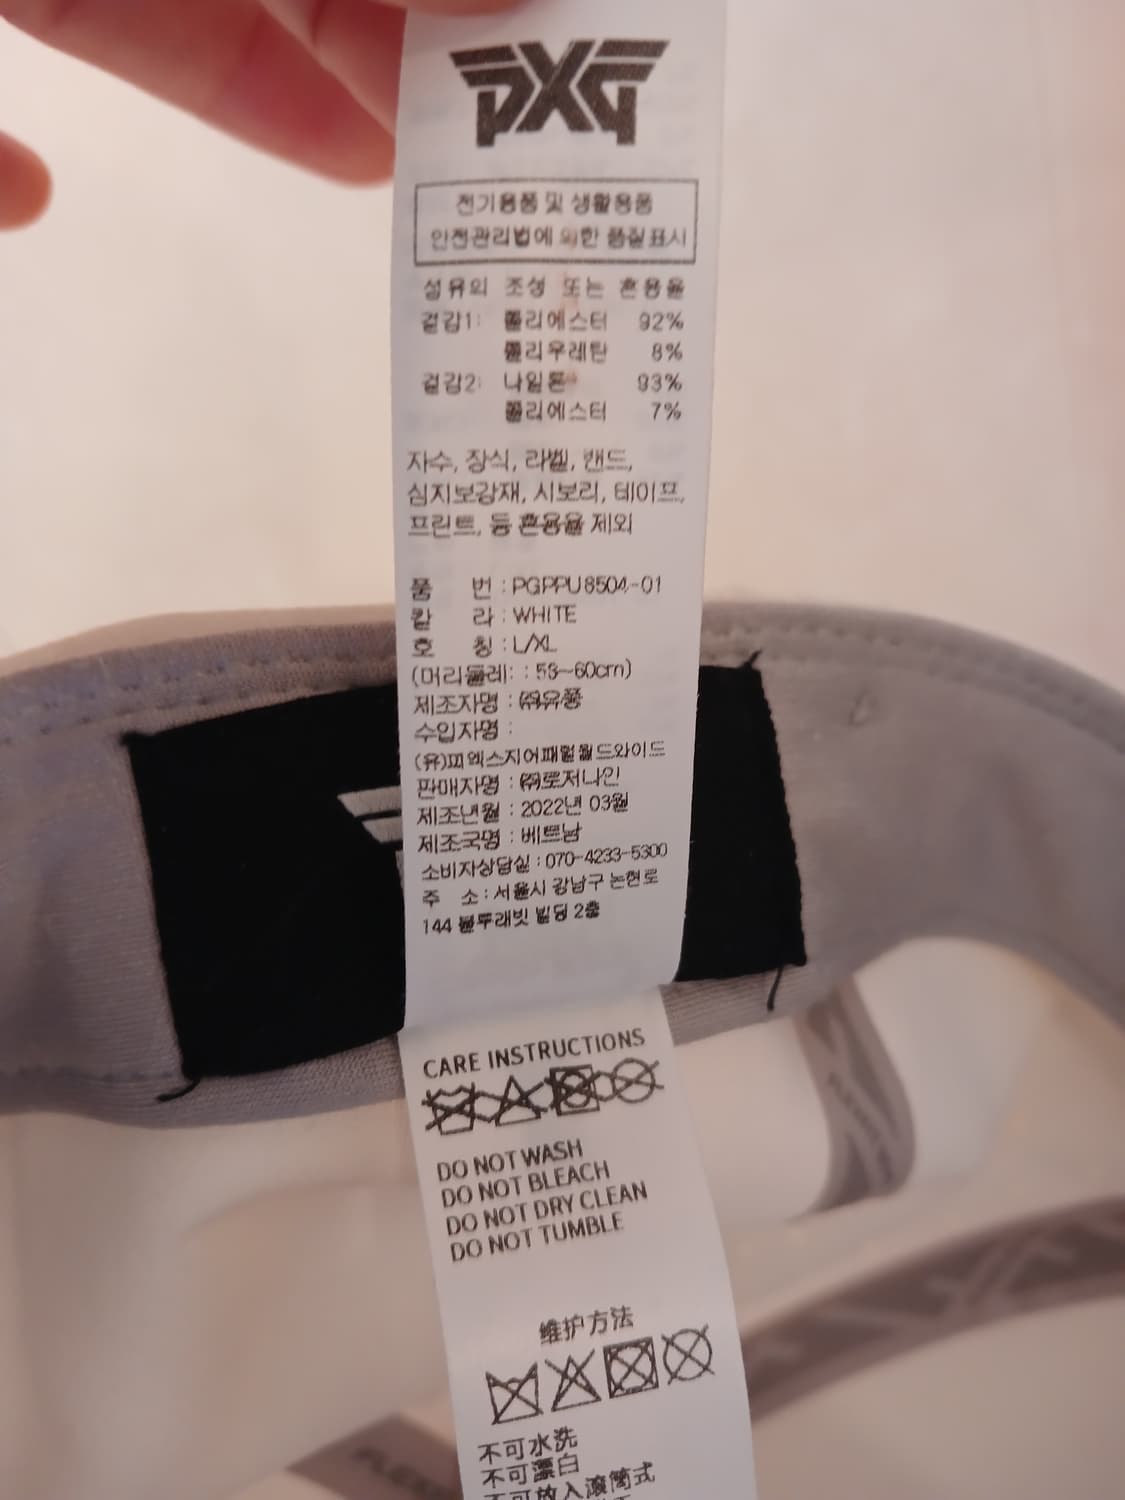 PXG
전기용품 및 생활용품
안전관리법에 의한 품질표시
섬유의 조성 또는 혼용율
겉감1: 폴리에스터 92%
폴리우레탄 8%
겉감2: 나일론 93%
폴리에스터 7%
자수, 장식, 라벨, 밴드,
심지보강재, 시보리, 테이프,
프린트, 등 혼용율 제외
품 번 : PGPPU8504-01
칼 라 : WHITE
호 칭 : L/XL
(머리둘레: : 58~60cm)
제조자명 : ㈜유풍
수입자명 :
(유)피엑스지어패럴월드와이드
판매자명 : ㈜로저나인
제조년월 : 2022년 03월
제조국명 : 베트남
소비자상담실 : 070-4233-5300
주 소 : 서울시 강남구 논현로
144 블루래빗 빌딩 2층
CARE INSTRUCTIONS
DO NOT WASH
DO NOT BLEACH
DO NOT DRY CLEAN
DO NOT TUMBLE
维护方法
不可水洗
不可漂白
不可放入滚筒式